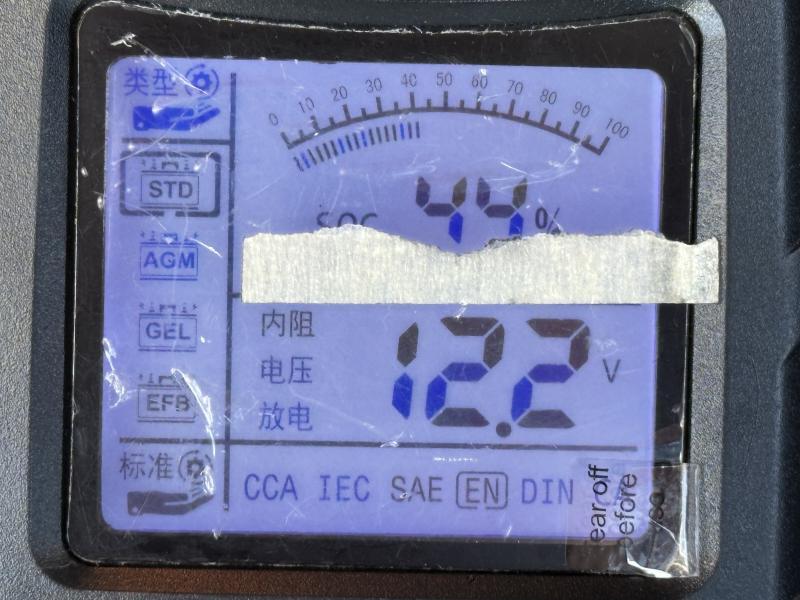 类型
0 10 20 30 40 50 60 70 80 90 100
STD
SOC 44%
AGM
GEL
EFB
内阻
电压
放电
12.2 V
标准
CCA IEC SAE EN DIN
ear off
before